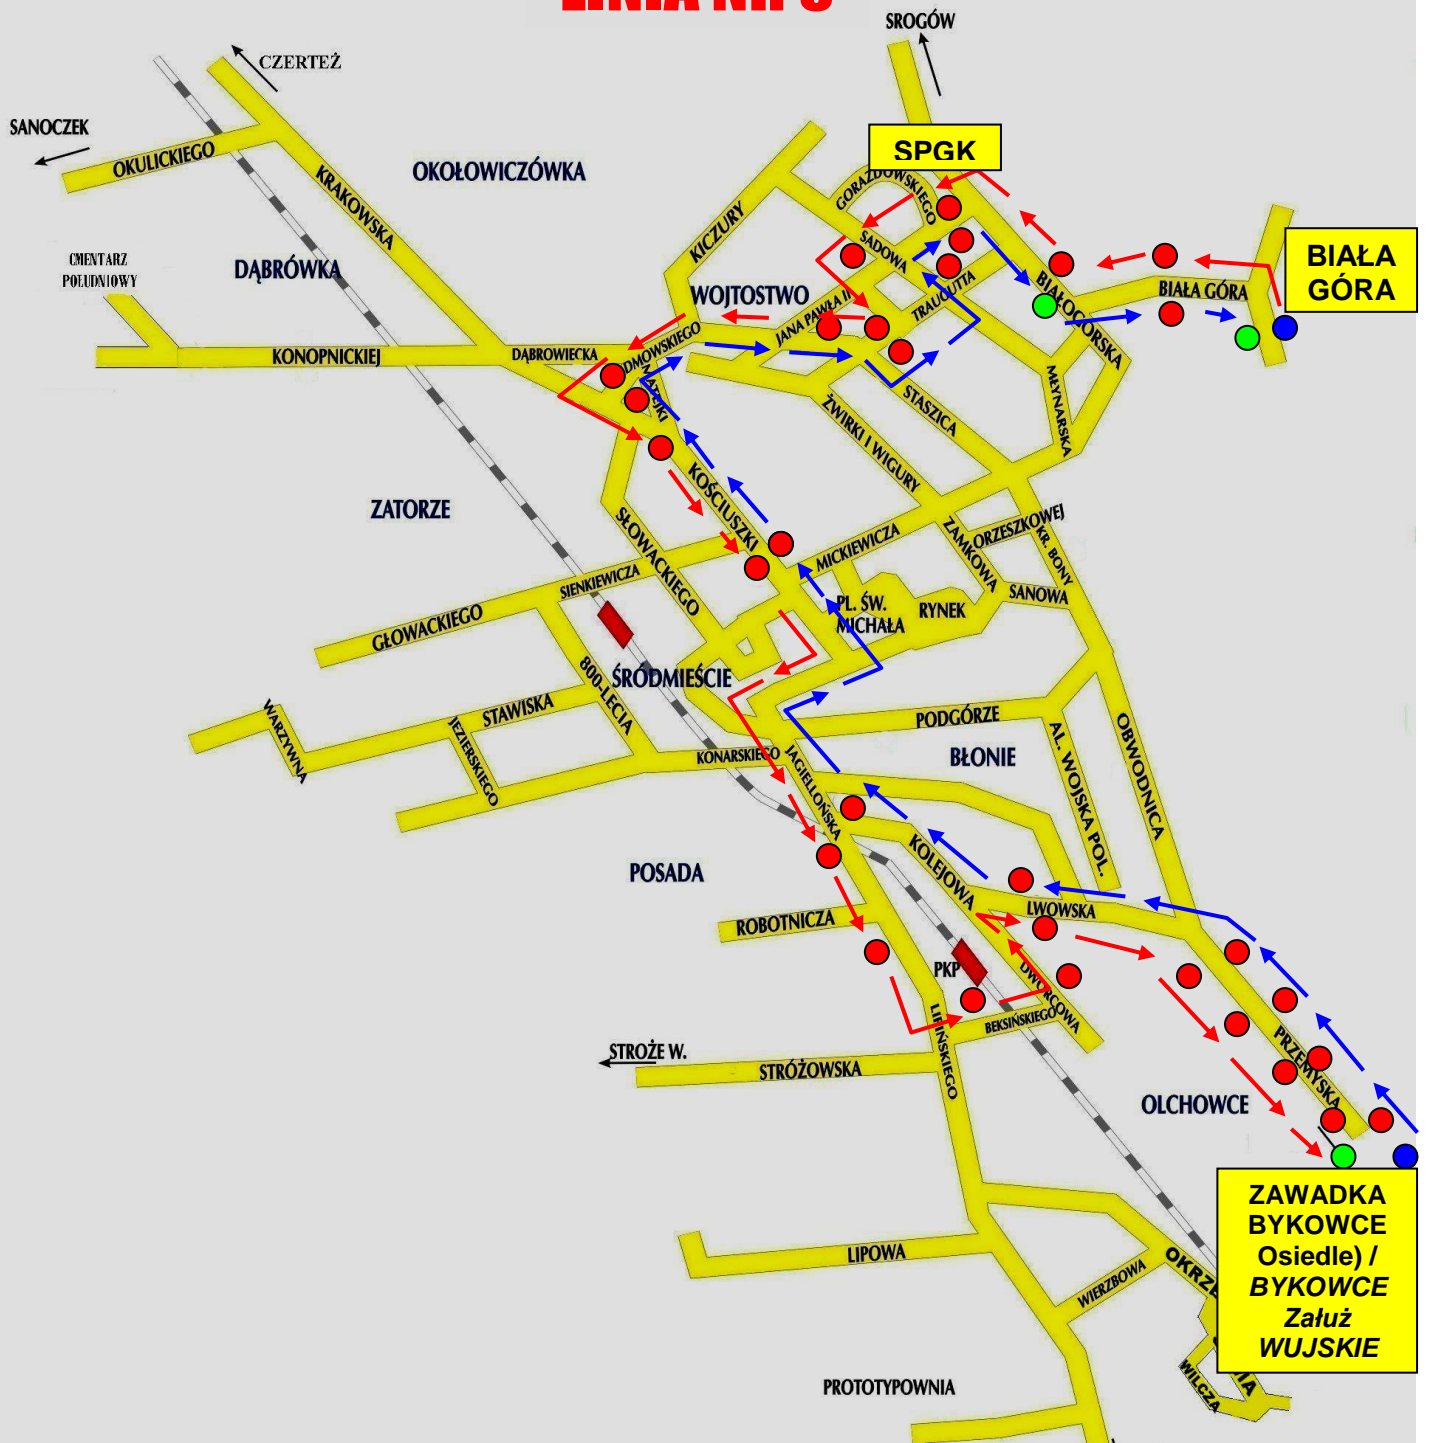 SROGÓW
CZERTEŻ
SANOCZEK
OKULICKIEGO
OKOŁOWICZÓWKA
KRAKOWSKA
SPGK
GORAZDOWSKIEGO
KICZURY
SADOWA
CMENTARZ
POŁUDNIOWY
DĄBRÓWKA
WOJTOSTWO
JANA PAWŁA II
TRAUGUTTA
BIAŁOGÓRSKA
BIAŁA GÓRA
BIAŁA
GÓRA
KONOPNICKIEJ
DĄBROWIECKA
DMOWSKIEGO
MATEJKI
STASZICA
MŁYNARSKA
ŻWIRKI I WIGURY
ZATORZE
KOŚCIUSZKI
SŁOWACKIEGO
MICKIEWICZA
ZAMKOWA
ORZESZKOWEJ
KR. BONY
SANOWA
SIENKIEWICZA
GŁOWACKIEGO
PL. ŚW.
MICHAŁA
RYNEK
ŚRÓDMIEŚCIE
800-LECIA
STAWISKA
WARZYWNA
JEZIERSKIEGO
KONARSKIEGO
JAGIELLOŃSKA
PODGÓRZE
BŁONIE
AL. WOJSKA POL.
OBWODNICA
POSADA
KOLEJOWA
LWOWSKA
ROBOTNICZA
PKP
DWORCOWA
BEKSIŃSKIEGO
LIPIŃSKIEGO
STROŻE W.
STRÓŻOWSKA
PRZEMYSKA
OLCHOWCE
ZAWADKA
BYKOWCE
Osiedle) /
BYKOWCE
Załuż
WUJSKIE
LIPOWA
WIERZBOWA
OKRZE
WILCZA
PROTOTYPOWNIA